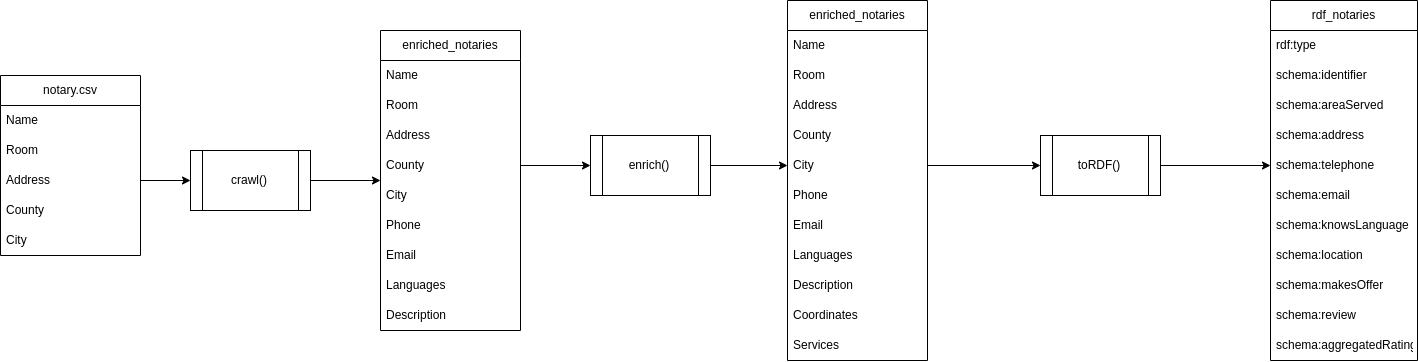 notary.csv
Name
Room
Address
County
City
crawl()
enriched_notaries
Name
Room
Address
County
City
Phone
Email
Languages
Description
enrich()
enriched_notaries
Name
Room
Address
County
City
Phone
Email
Languages
Description
Coordinates
Services
toRDF()
rdf_notaries
rdf:type
schema:identifier
schema:areaServed
schema:address
schema:telephone
schema:email
schema:knowsLanguage
schema:location
schema:makesOffer
schema:review
schema:aggregatedRating